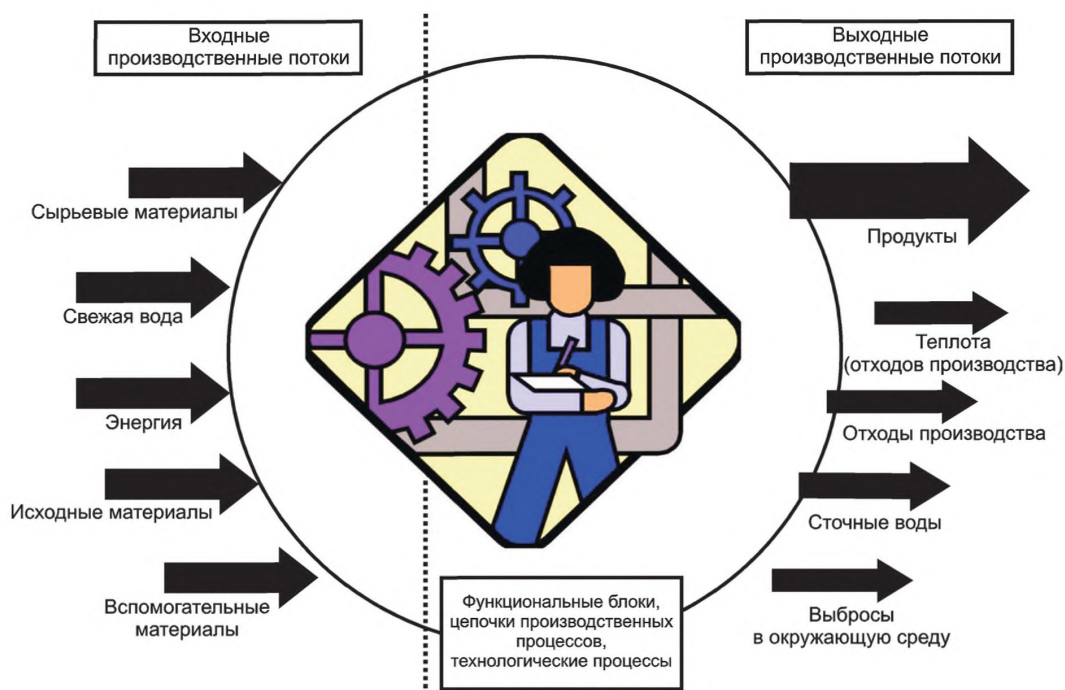 Входные
производственные потоки
Выходные
производственные потоки
Сырьевые материалы
Свежая вода
Энергия
Исходные материалы
Вспомогательные
материалы
Функциональные блоки,
цепочки производственных
процессов,
технологические процессы
Продукты
Теплота
(отходов производства)
Отходы производства
Сточные воды
Выбросы
в окружающую среду